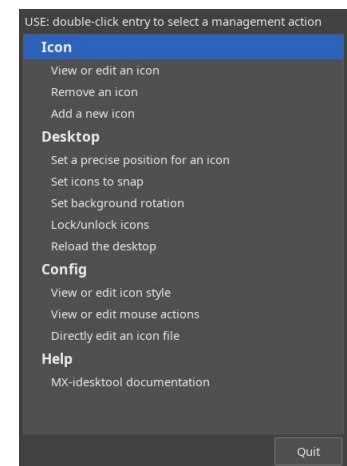 USE: double-click entry to select a management action
Icon
View or edit an icon
Remove an icon
Add a new icon
Desktop
Set a precise position for an icon
Set icons to snap
Set background rotation
Lock/unlock icons
Reload the desktop
Config
View or edit icon style
View or edit mouse actions
Directly edit an icon file
Help
MX-idesktool documentation
Quit